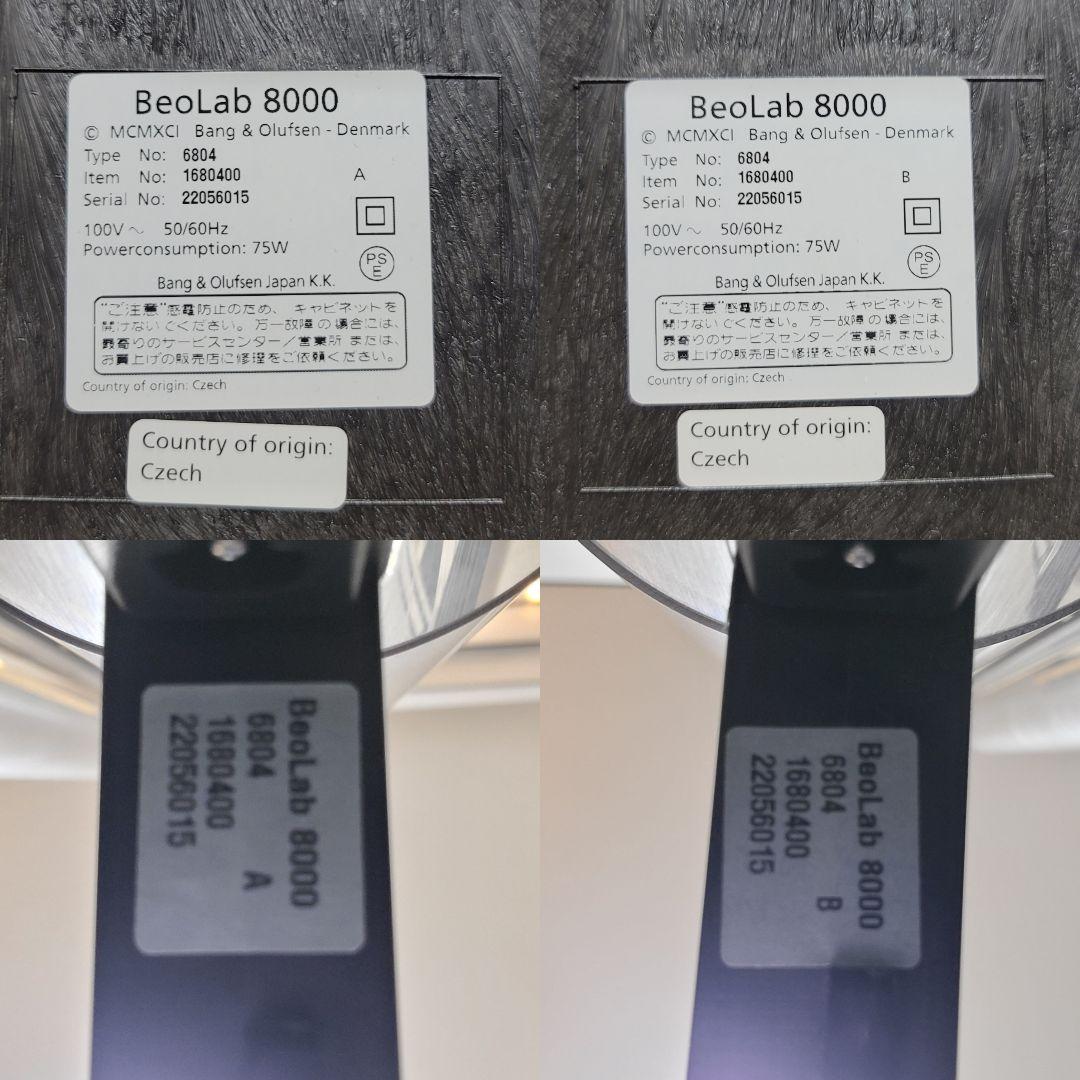 BeoLab 8000
© MCMXCI Bang & Olufsen - Denmark
Type No: 6804
Item No: 1680400 A
Serial No: 22056015
100V ~ 50/60Hz
Powerconsumption: 75W
PS
E
Bang & Olufsen Japan K.K.
"ご注意"感電防止のため、 キャビネットを
開けないでください。万一故障の場合には、
最寄りのサービスセンター/営業所 または、
お買上げの販売店に修理をご依頼ください。
Country of origin: Czech
Country of origin:
Czech
BeoLab 8000
© MCMXCI Bang & Olufsen - Denmark
Type No: 6804
Item No: 1680400 B
Serial No: 22056015
100V ~ 50/60Hz
Powerconsumption: 75W
PS
E
Bang & Olufsen Japan K.K.
"ご注意"感電防止のため、 キャビネットを
開けないでください。万一故障の場合には、
最寄りのサービスセンター/営業所 または、
お買上げの販売店に修理をご依頼ください。
Country of origin: Czech
Country of origin:
Czech
BeoLab 8000
6804 A
1680400
22056015
BeoLab 8000
6804 B
1680400
22056015